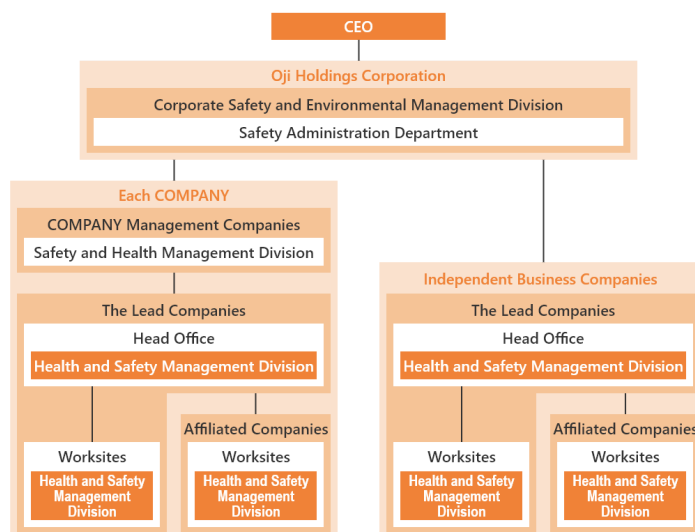 CEO
Oji Holdings Corporation
Corporate Safety and Environmental Management Division
Safety Administration Department
Each COMPANY
COMPANY Management Companies
Safety and Health Management Division
The Lead Companies
Head Office
Health and Safety Management Division
Affiliated Companies
Worksites
Health and Safety
Management
Division
Worksites
Health and Safety
Management
Division
Independent Business Companies
The Lead Companies
Head Office
Health and Safety Management Division
Affiliated Companies
Worksites
Health and Safety
Management
Division
Worksites
Health and Safety
Management
Division